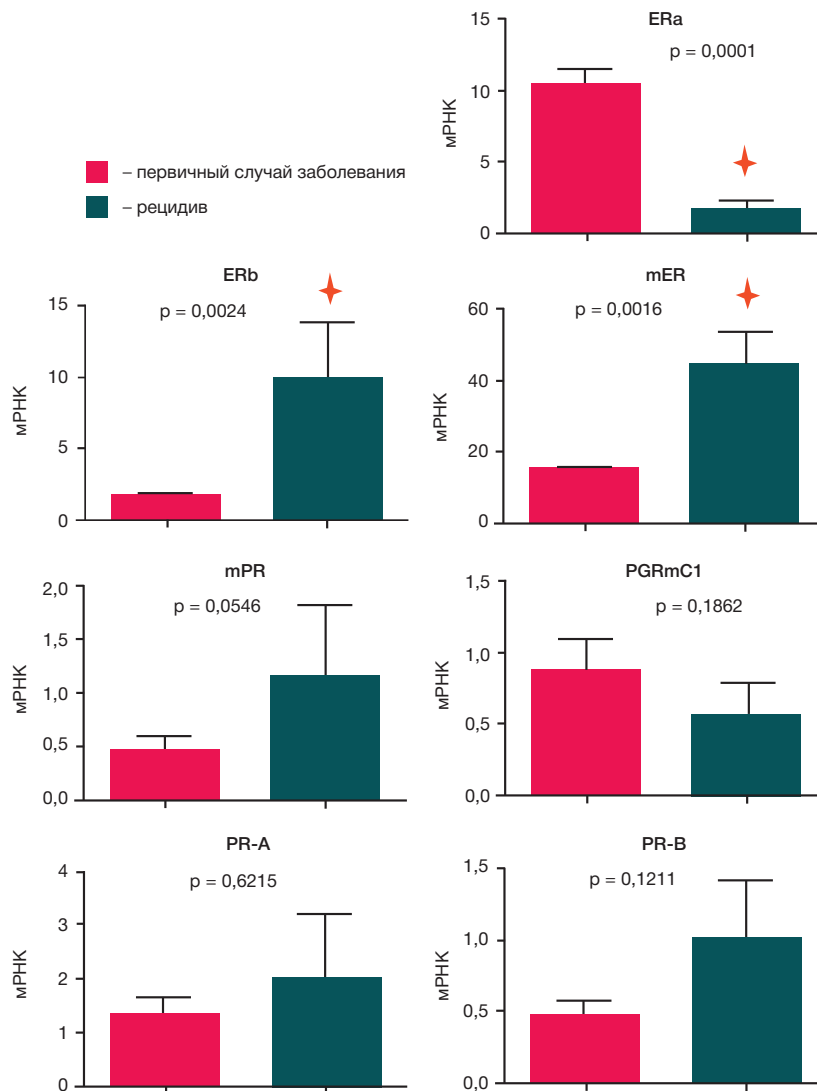 ERa
15
p = 0,0001
10
мРНК
5
0
– первичный случай заболевания
– рецидив
ERb
15
p = 0,0024
10
мРНК
5
0
mER
60
p = 0,0016
40
мРНК
20
0
mPR
2,0
p = 0,0546
1,5
мРНК
1,0
0,5
0,0
PGRmC1
1,5
p = 0,1862
1,0
мРНК
0,5
0,0
PR-A
4
p = 0,6215
3
мРНК
2
1
0
PR-B
1,5
p = 0,1211
1,0
мРНК
0,5
0,0